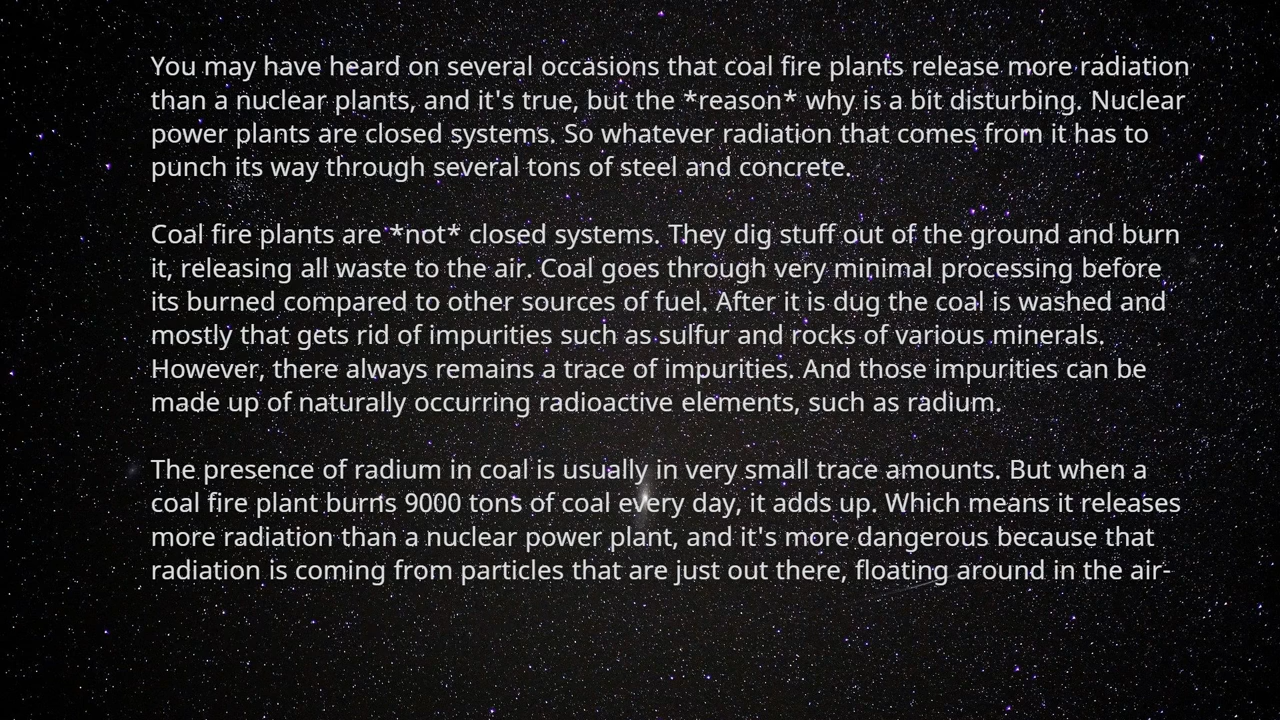 You may have heard on several occasions that coal fire plants release more radiation
than a nuclear plants, and it's true, but the *reason* why is a bit disturbing. Nuclear
power plants are closed systems. So whatever radiation that comes from it has to
punch its way through several tons of steel and concrete.
Coal fire plants are *not* closed systems. They dig stuff out of the ground and burn
it, releasing all waste to the air. Coal goes through very minimal processing before
its burned compared to other sources of fuel. After it is dug the coal is washed and
mostly that gets rid of impurities such as sulfur and rocks of various minerals.
However, there always remains a trace of impurities. And those impurities can be
made up of naturally occurring radioactive elements, such as radium.
The presence of radium in coal is usually in very small trace amounts. But when a
coal fire plant burns 9000 tons of coal every day, it adds up. Which means it releases
more radiation than a nuclear power plant, and it's more dangerous because that
radiation is coming from particles that are just out there, floating around in the air-